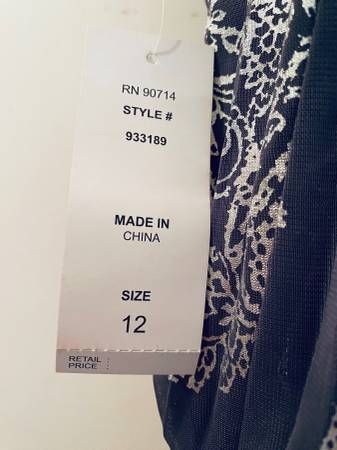 RN 90714
STYLE #
933189
MADE IN
CHINA
SIZE
12
RETAIL :
PRICE :